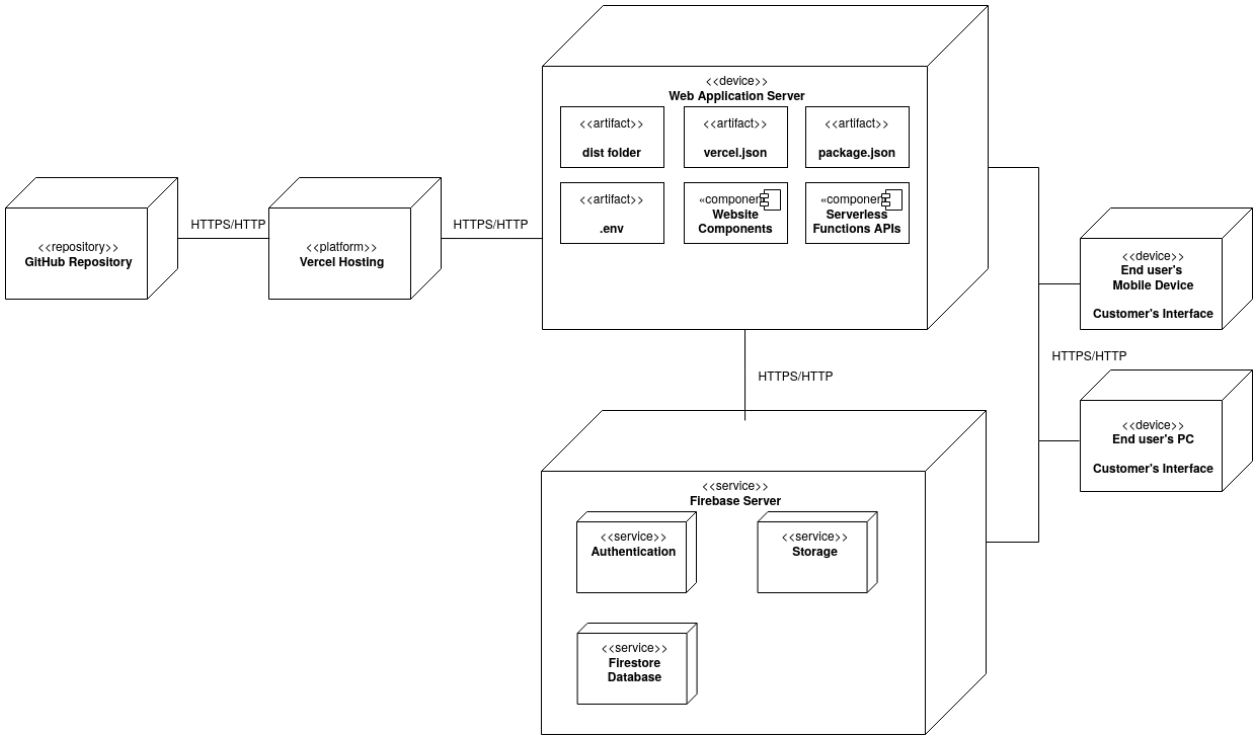 <<device>>
Web Application Server
<<artifact>>
dist folder
<<artifact>>
vercel.json
<<artifact>>
package.json
<<artifact>>
.env
«component
Website
Components
«component
Serverless
Functions APIs
HTTPS/HTTP
HTTPS/HTTP
<<repository>>
GitHub Repository
<<platform>>
Vercel Hosting
<<device>>
End user's
Mobile Device
Customer's Interface
HTTPS/HTTP
HTTPS/HTTP
<<device>>
End user's PC
Customer's Interface
<<service>>
Firebase Server
<<service>>
Authentication
<<service>>
Storage
<<service>>
Firestore
Database